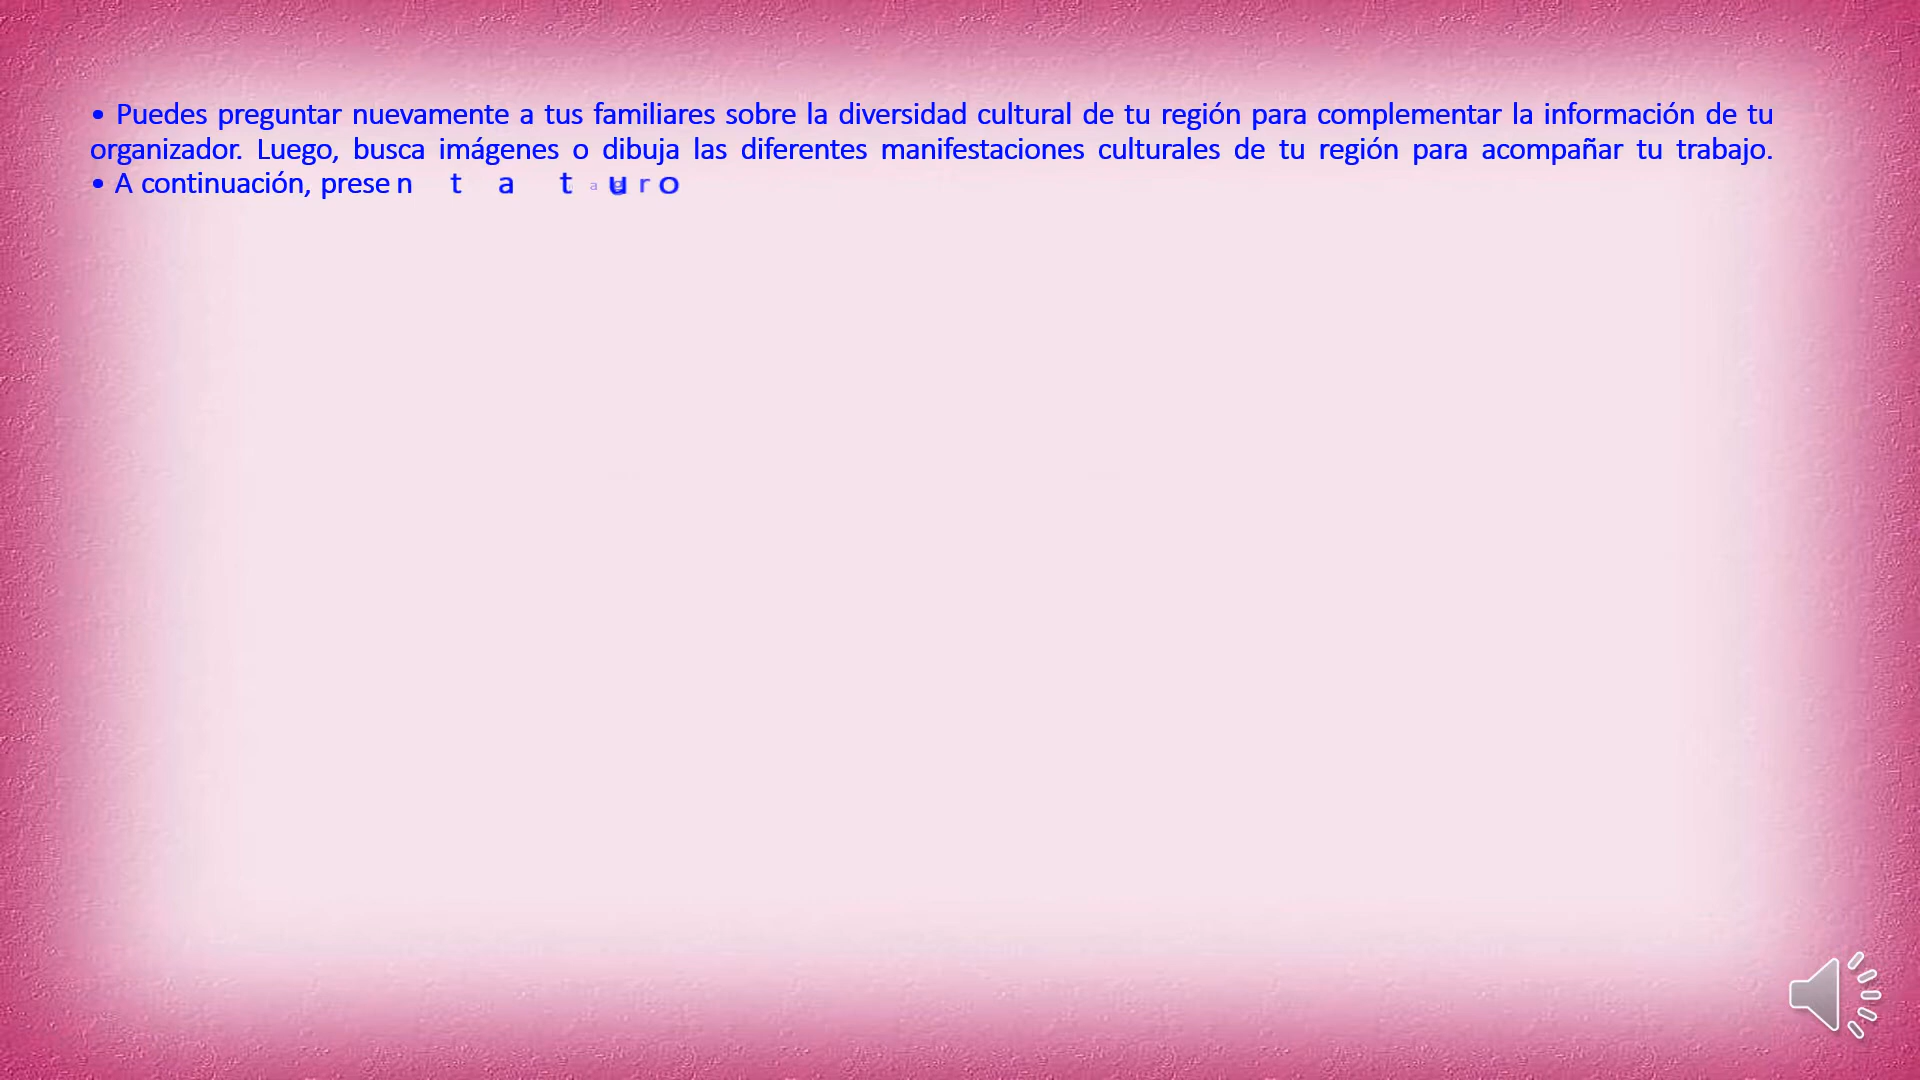 • Puedes preguntar nuevamente a tus familiares sobre la diversidad cultural de tu región para complementar la información de tu
organizador. Luego, busca imágenes o dibuja las diferentes manifestaciones culturales de tu región para acompañar tu trabajo.
• A continuación, presenta